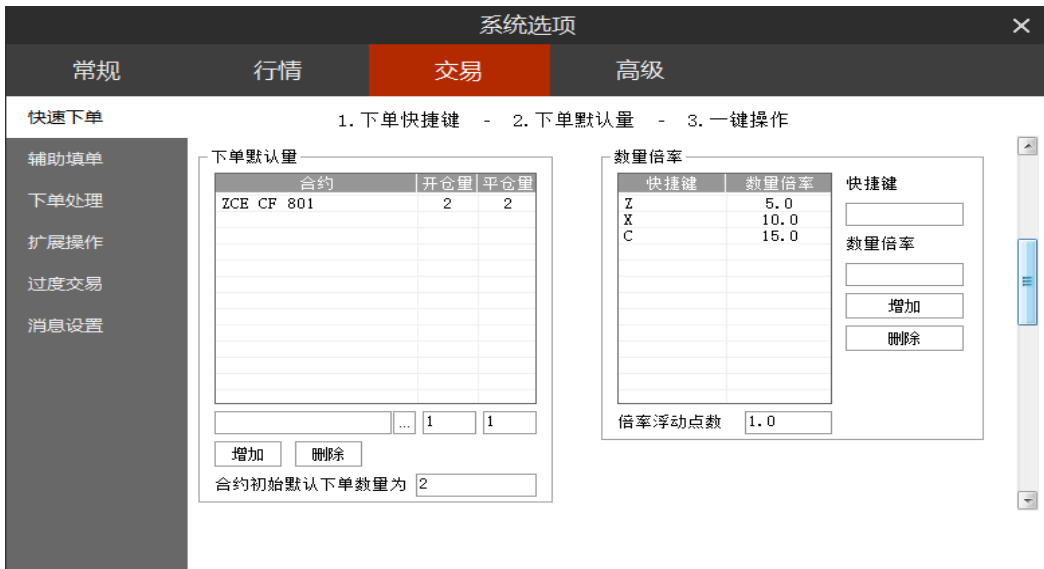 系统选项
常规 行情 交易 高级
快速下单
辅助填单
下单处理
扩展操作
过度交易
消息设置
1.下单快捷键 - 2.下单默认量 - 3.一键操作
下单默认量
合约 开仓量 平仓量
ZCE CF 801 2 2
... 1 1
增加 删除
合约初始默认下单数量为 2
数量倍率
快捷键 数量倍率
Z 5.0
X 10.0
C 15.0
快捷键
数量倍率
增加
删除
倍率浮动点数 1.0